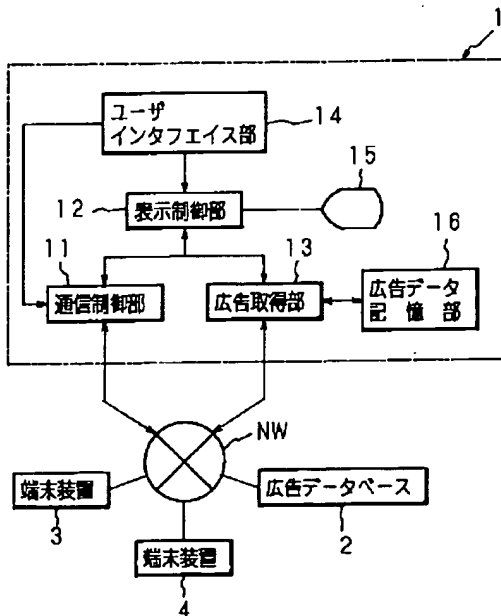 1
ユーザ
インタフェイス部
14
15
12
表示制御部
16
11
13
通信制御部
広告取得部
広告データ
記憶部
NW
端末装置
広告データベース
3
2
端末装置
4